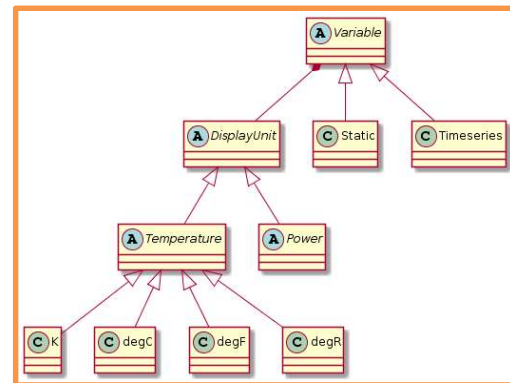 A Variable
A DisplayUnit
C Static
C Timeseries
A Temperature
A Power
C K
C degC
C degF
C degR